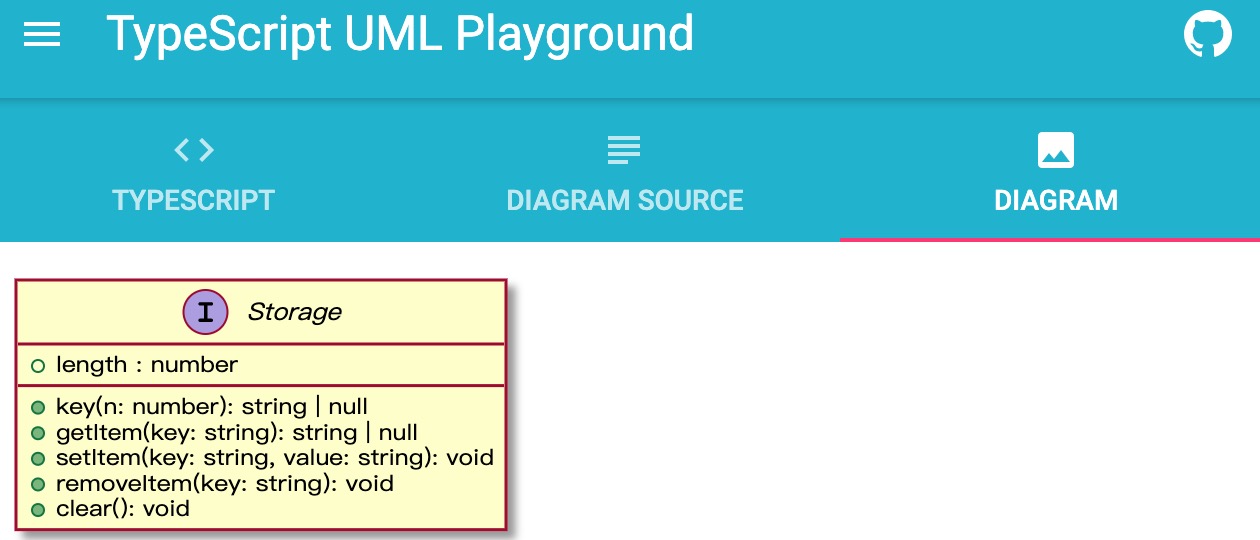 TypeScript UML Playground
TYPESCRIPT
DIAGRAM SOURCE
DIAGRAM
I Storage
length : number
key(n: number): string | null
getItem(key: string): string | null
setItem(key: string, value: string): void
removeItem(key: string): void
clear(): void